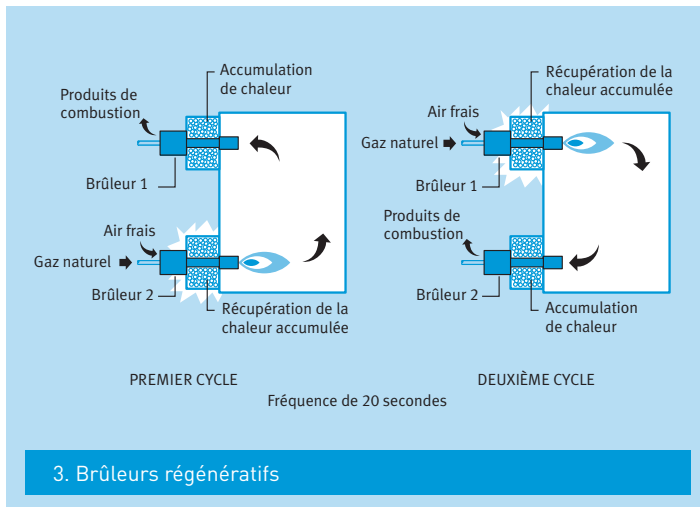 Accumulation
de chaleur
Produits de
combustion
Brûleur 1
Air frais
Gaz naturel
Brûleur 2
Récupération de la
chaleur accumulée
PREMIER CYCLE
Récupération de la
chaleur accumulée
Air frais
Gaz naturel
Brûleur 1
Produits de
combustion
Brûleur 2
Accumulation
de chaleur
DEUXIÈME CYCLE
Fréquence de 20 secondes
3. Brûleurs régénératifs